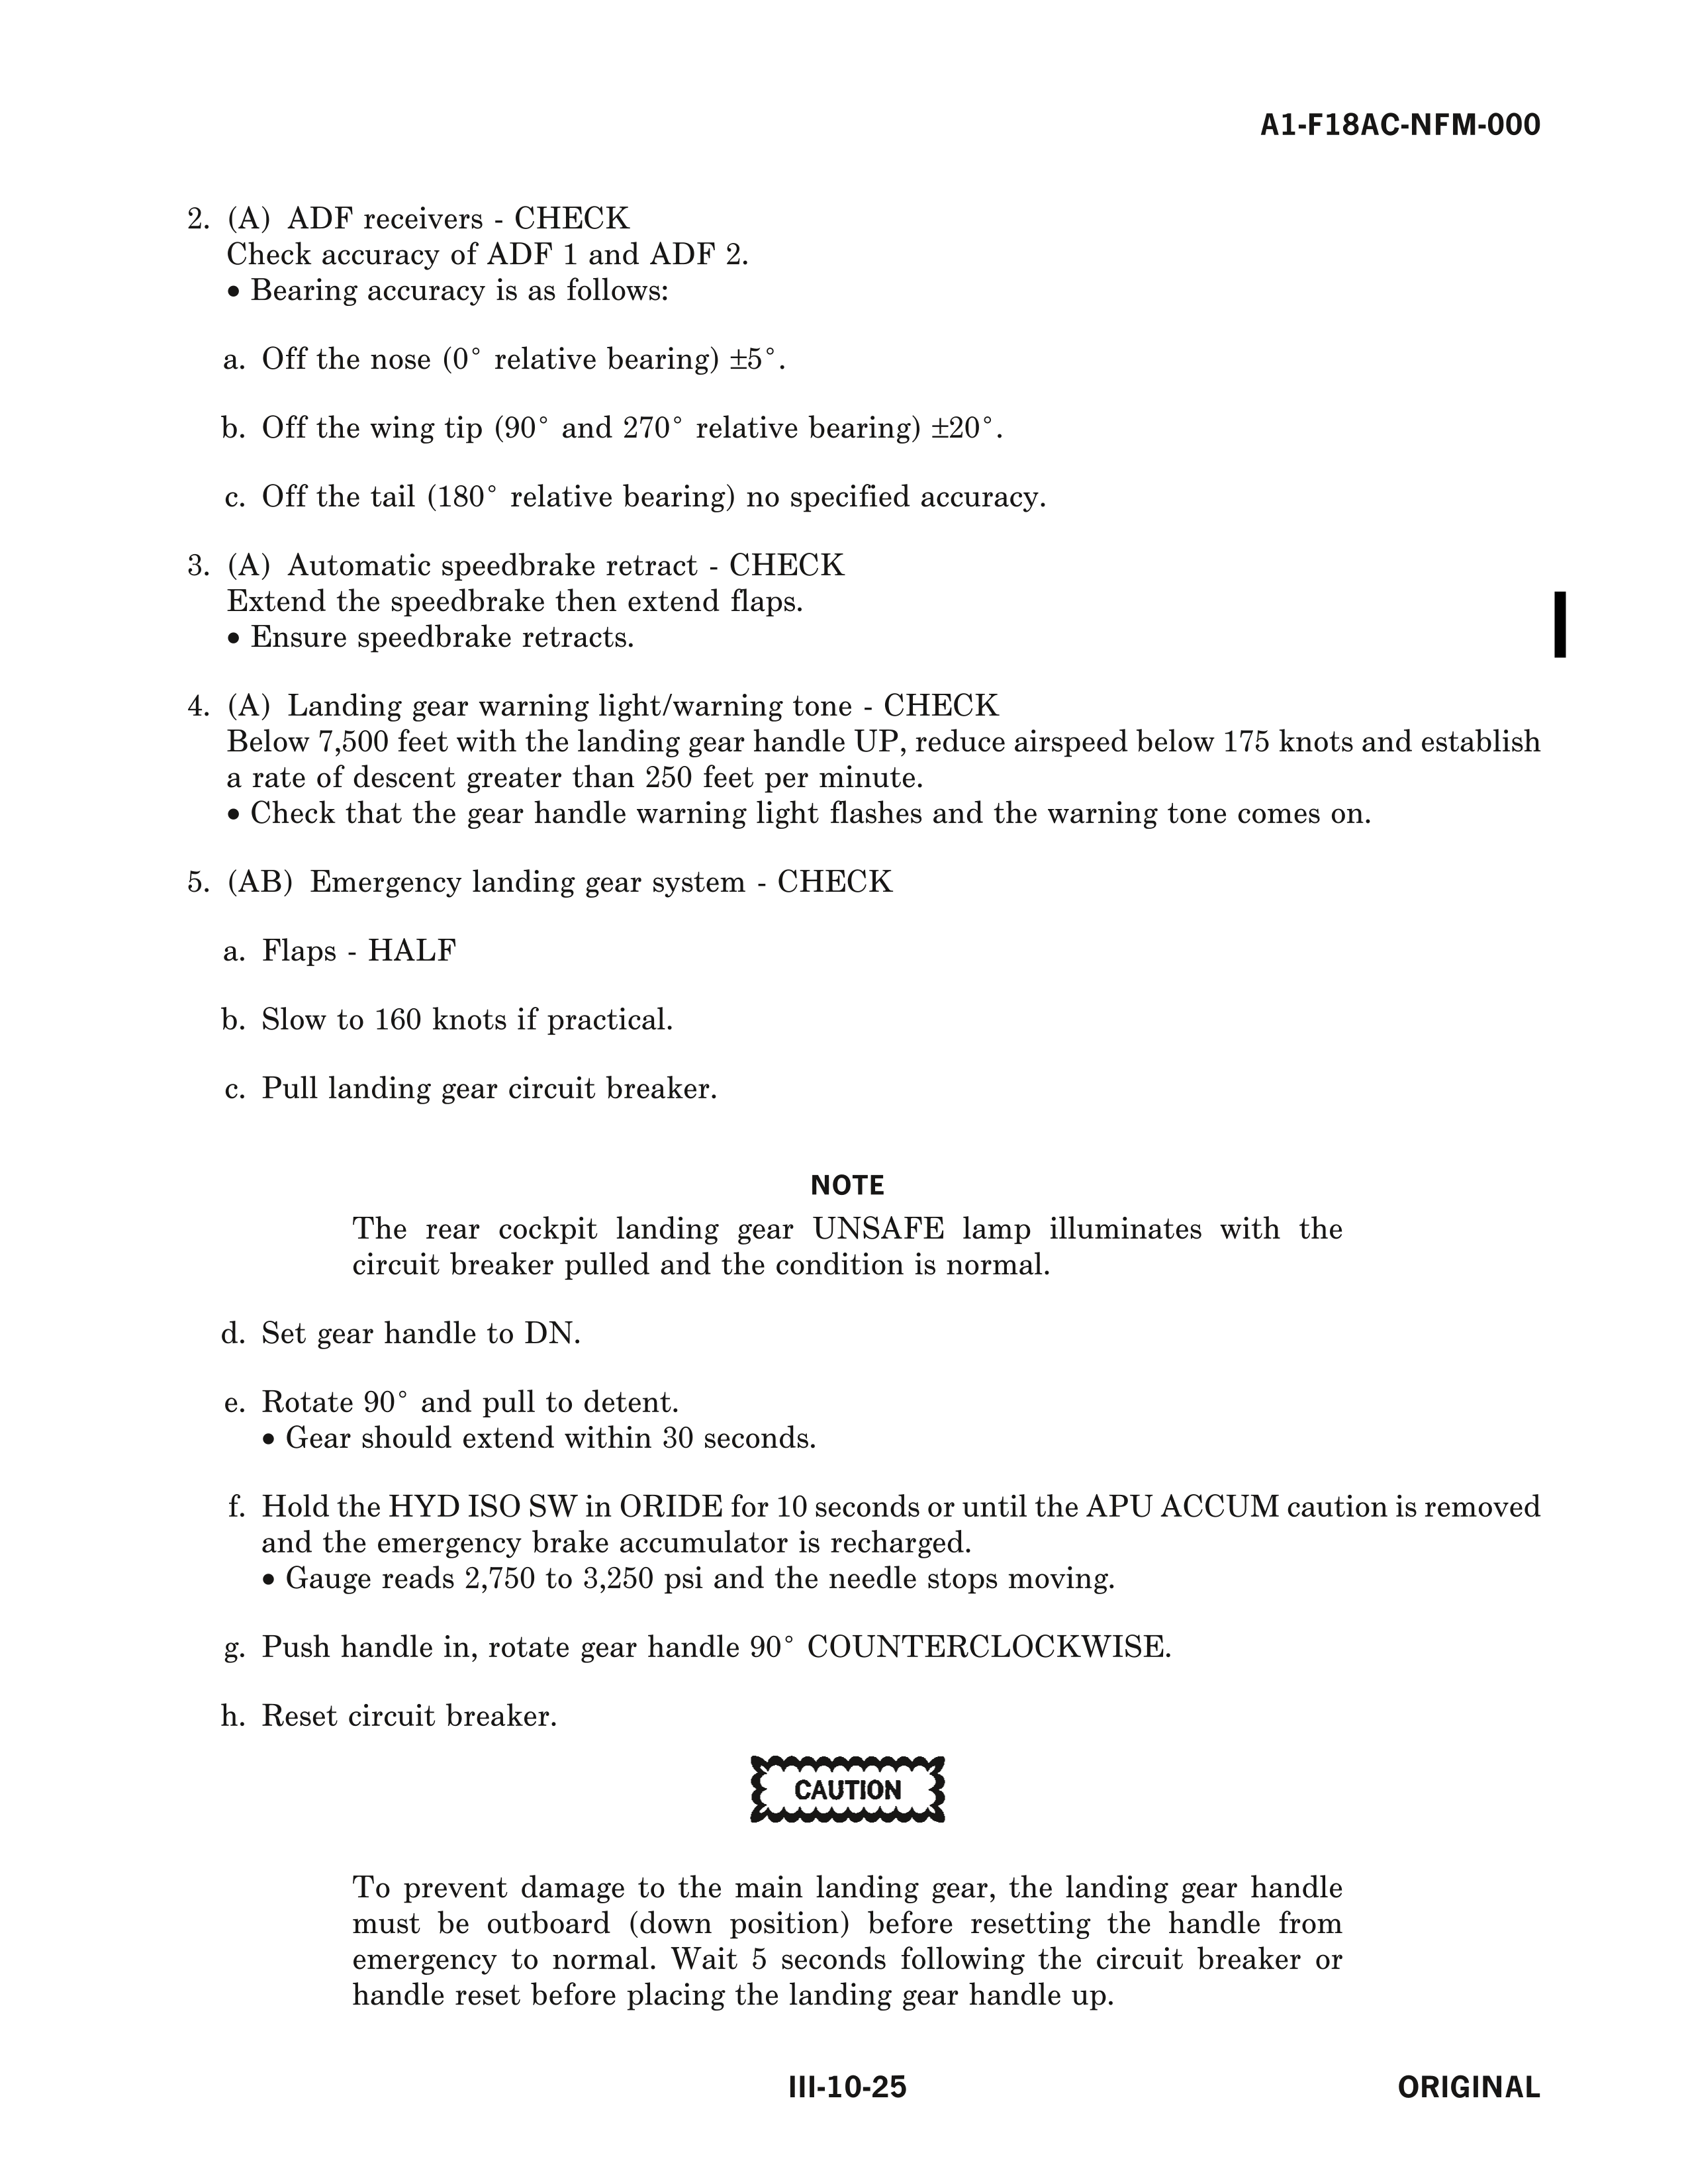 A1-F18AC-NFM-000
2. (A) ADF receivers - CHECK
Check accuracy of ADF 1 and ADF 2.
• Bearing accuracy is as follows:
a. Off the nose (0° relative bearing) ±5°.
b. Off the wing tip (90° and 270° relative bearing) ±20°.
c. Off the tail (180° relative bearing) no specified accuracy.
3. (A) Automatic speedbrake retract - CHECK
Extend the speedbrake then extend flaps.
• Ensure speedbrake retracts.
4. (A) Landing gear warning light/warning tone - CHECK
Below 7,500 feet with the landing gear handle UP, reduce airspeed below 175 knots and establish
a rate of descent greater than 250 feet per minute.
• Check that the gear handle warning light flashes and the warning tone comes on.
5. (AB) Emergency landing gear system - CHECK
a. Flaps - HALF
b. Slow to 160 knots if practical.
c. Pull landing gear circuit breaker.
NOTE
The rear cockpit landing gear UNSAFE lamp illuminates with the
circuit breaker pulled and the condition is normal.
d. Set gear handle to DN.
e. Rotate 90° and pull to detent.
• Gear should extend within 30 seconds.
f. Hold the HYD ISO SW in ORIDE for 10 seconds or until the APU ACCUM caution is removed
and the emergency brake accumulator is recharged.
• Gauge reads 2,750 to 3,250 psi and the needle stops moving.
g. Push handle in, rotate gear handle 90° COUNTERCLOCKWISE.
h. Reset circuit breaker.
CAUTION
To prevent damage to the main landing gear, the landing gear handle
must be outboard (down position) before resetting the handle from
emergency to normal. Wait 5 seconds following the circuit breaker or
handle reset before placing the landing gear handle up.
III-10-25
ORIGINAL